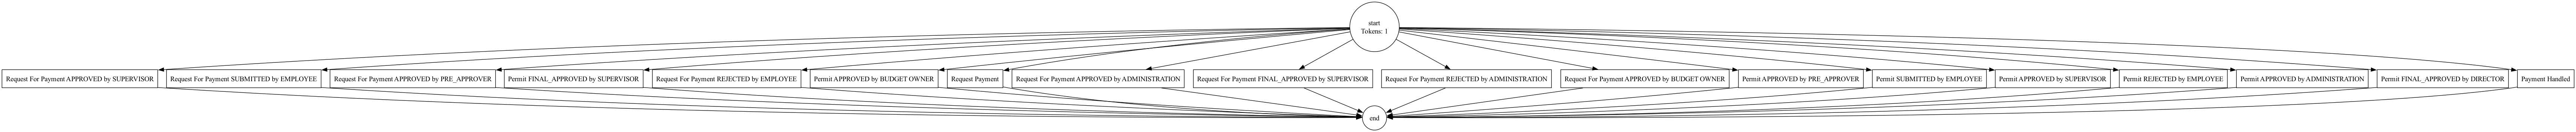 start
Tokens: 1
Request For Payment APPROVED by SUPERVISOR
Request For Payment SUBMITTED by EMPLOYEE
Request For Payment APPROVED by PRE_APPROVER
Permit FINAL_APPROVED by SUPERVISOR
Request For Payment REJECTED by EMPLOYEE
Permit APPROVED by BUDGET OWNER
Request Payment
Request For Payment APPROVED by ADMINISTRATION
Request For Payment FINAL_APPROVED by SUPERVISOR
Request For Payment REJECTED by ADMINISTRATION
Request For Payment APPROVED by BUDGET OWNER
Permit APPROVED by PRE_APPROVER
Permit SUBMITTED by EMPLOYEE
Permit APPROVED by SUPERVISOR
Permit REJECTED by EMPLOYEE
Permit APPROVED by ADMINISTRATION
Permit FINAL_APPROVED by DIRECTOR
Payment Handled
end